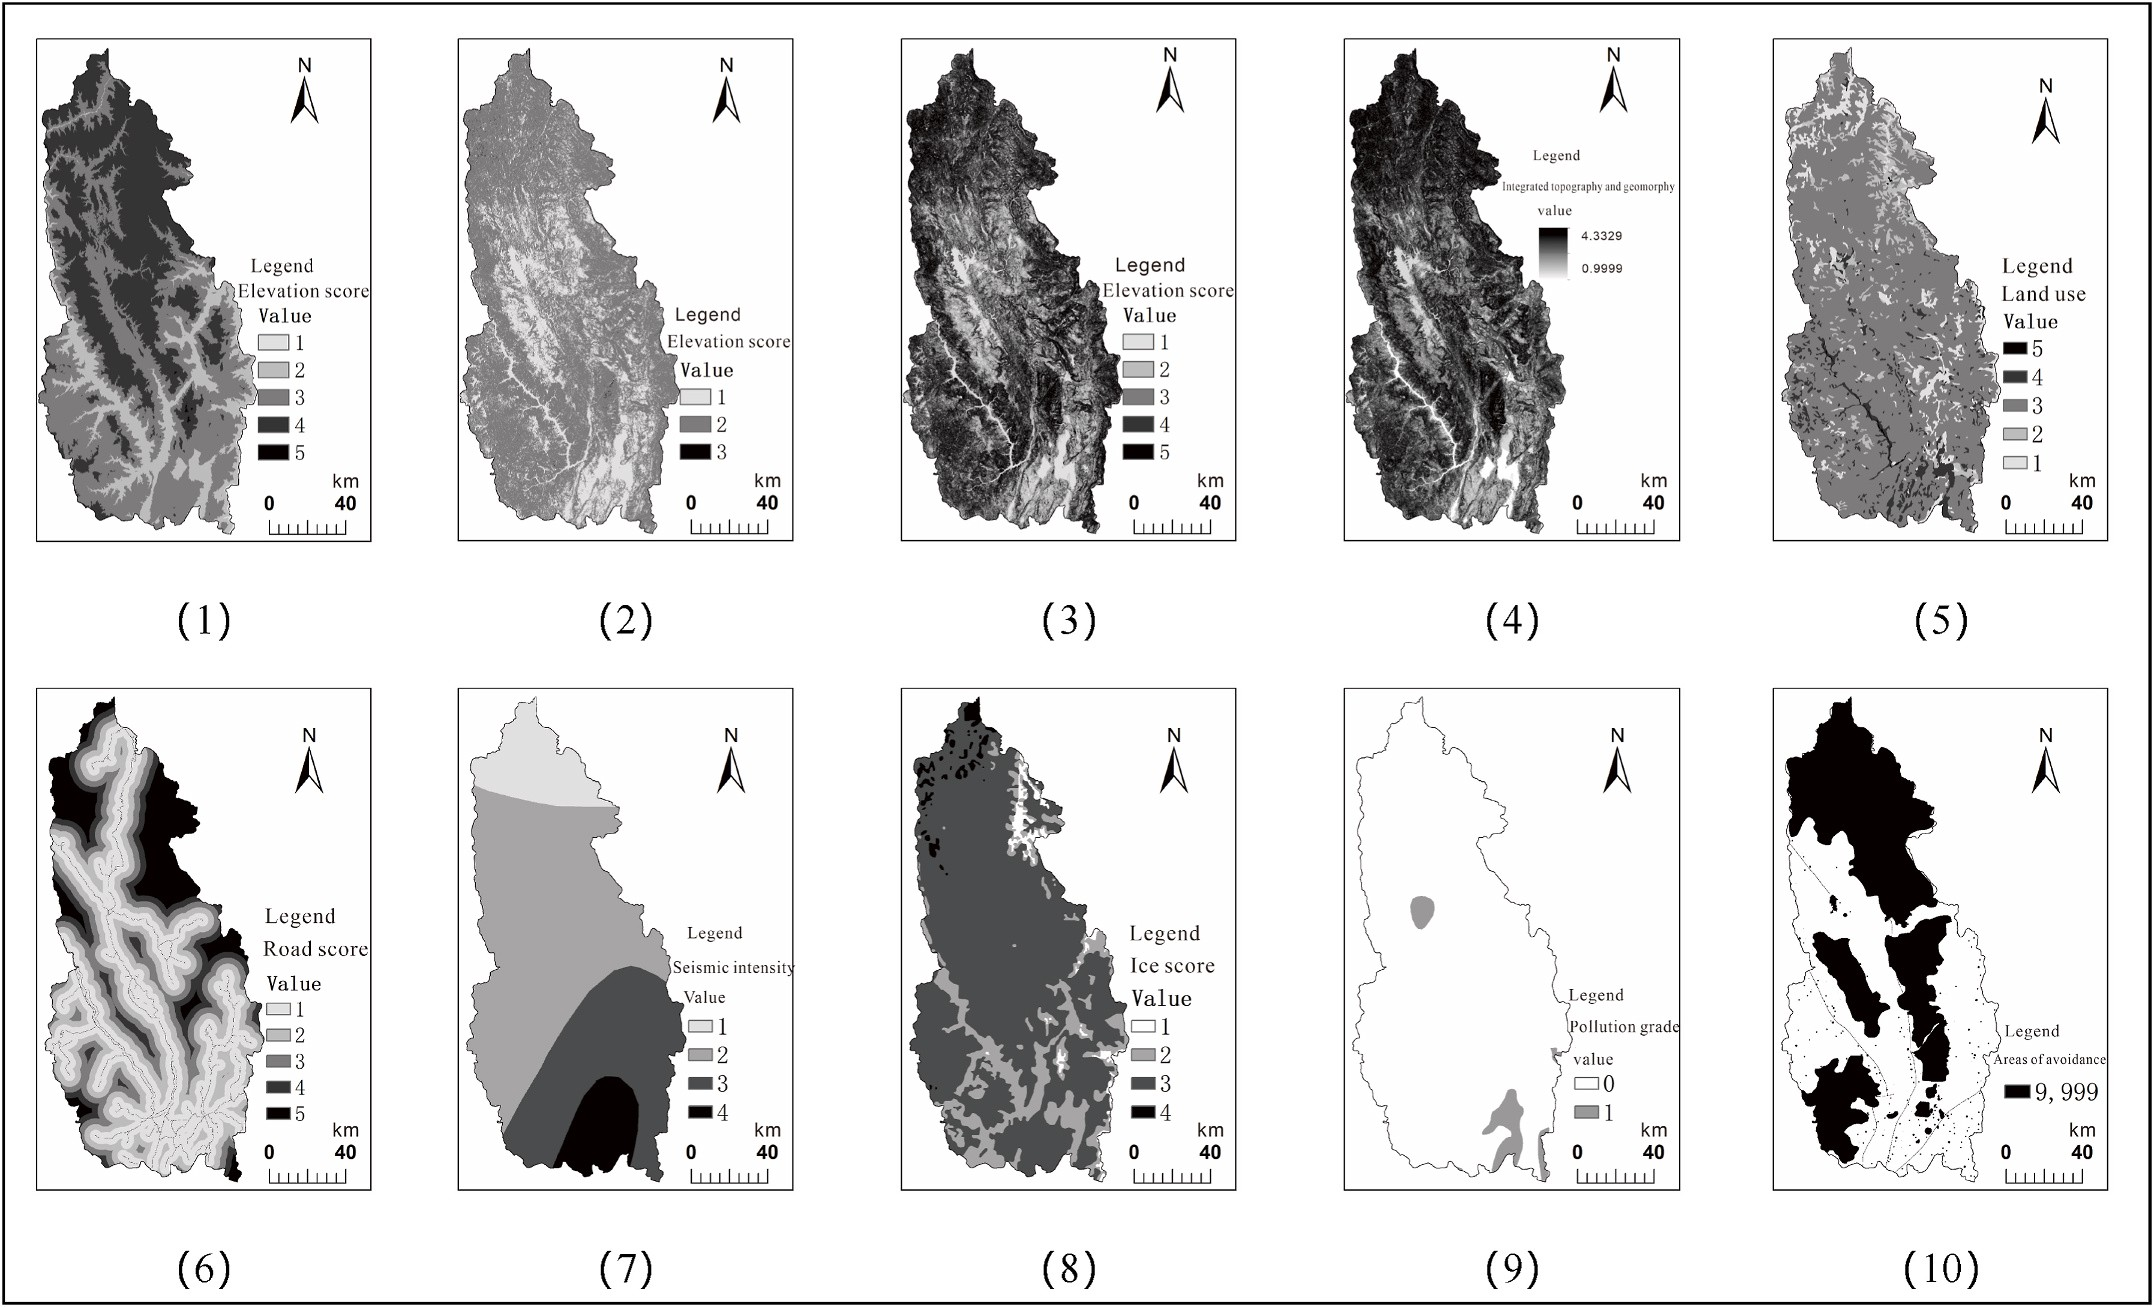 N
Legend
Elevation score
Value
1
2
3
4
5
km
0 40
(1)
N
Legend
Elevation score
Value
1
2
3
km
0 40
(2)
N
Legend
Elevation score
Value
1
2
3
4
5
km
0 40
(3)
N
Legend
Integrated topography and geomorphy
value
4.3329
0.9999
km
0 40
(4)
N
Legend
Land use
Value
5
4
3
2
1
km
0 40
(5)
N
Legend
Road score
Value
1
2
3
4
5
km
0 40
(6)
N
Legend
Seismic intensity
Value
1
2
3
4
km
0 40
(7)
N
Legend
Ice score
Value
1
2
3
4
km
0 40
(8)
N
Legend
Pollution grade
value
0
1
km
0 40
(9)
N
Legend
Areas of avoidance
9,999
km
0 40
(10)